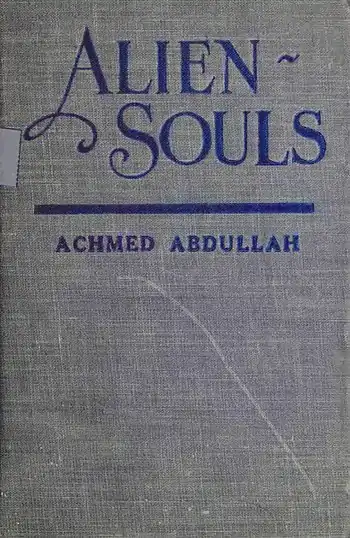 ALIEN ~
SOULS
ACHMED ABDULLAH